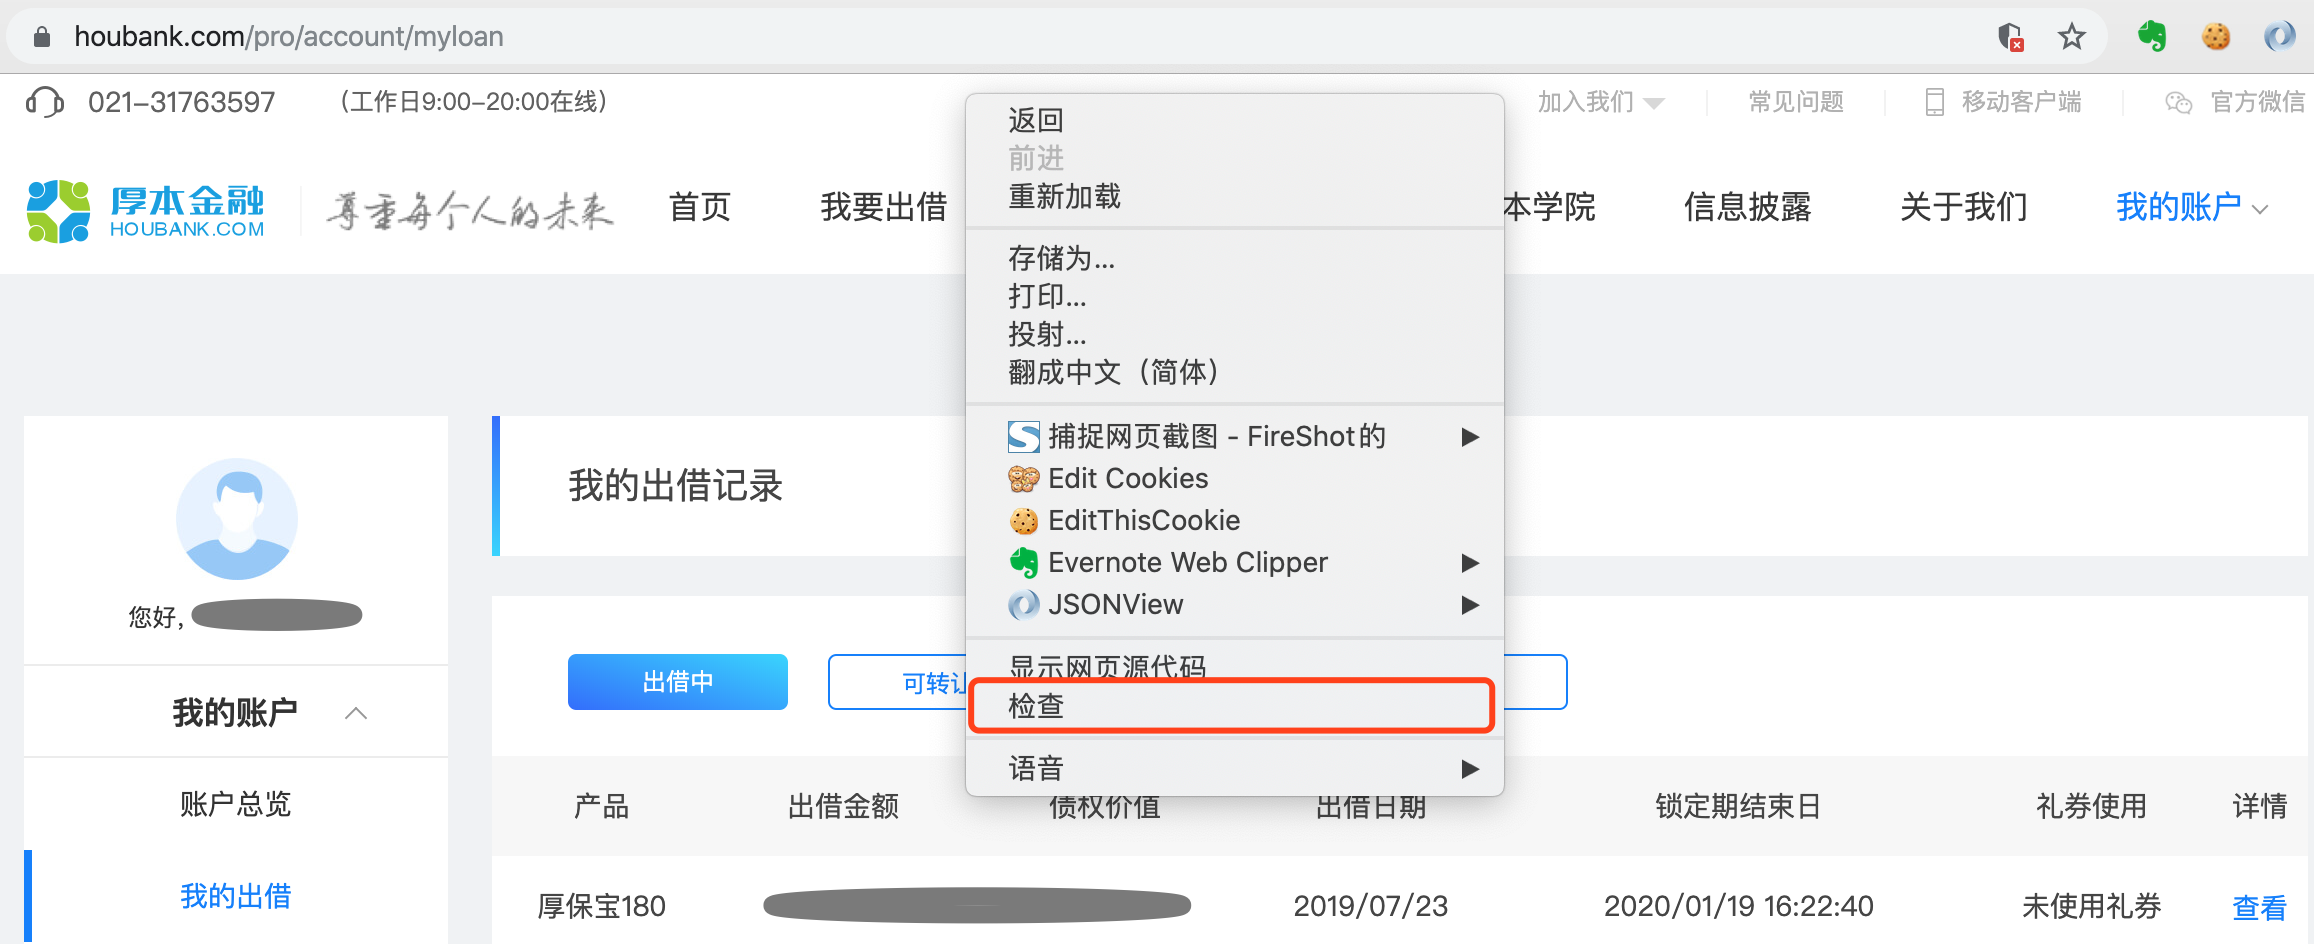 houbank.com/pro/account/myloan
021-31763597 （工作日9:00-20:00在线） 加入我们 常见问题 移动客户端 官方微信
厚本金融
HOUBANK.COM
尊重每个人的未来
首页 我要出借 本学院 信息披露 关于我们 我的账户
返回
前进
重新加载
存储为...
打印...
投射...
翻成中文（简体）
捕捉网页截图 - FireShot的
Edit Cookies
EditThisCookie
Evernote Web Clipper
JSONView
显示网页源代码
检查
语音
您好,
我的账户
账户总览
我的出借
我的出借记录
出借中 可转让
产品 出借金额 债权价值 出借日期 锁定期结束日 礼券使用 详情
厚保宝180 2019/07/23 2020/01/19 16:22:40 未使用礼券 查看